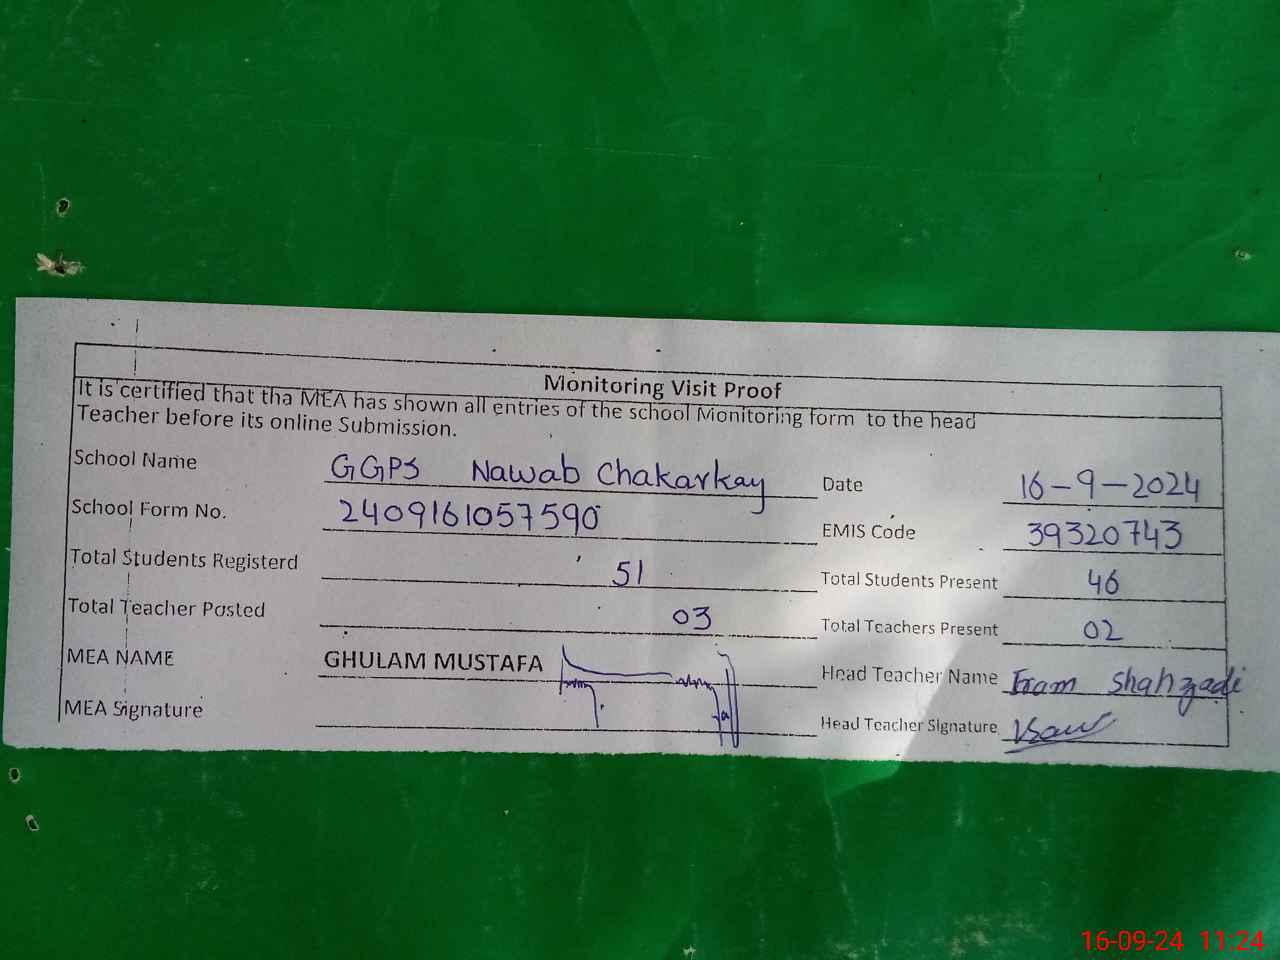 Monitoring Visit Proof
It is certified that tha MEA has shown all entries of the school Monitoring form to the head
Teacher before its online Submission.
School Name GGPS Nawab Chakarkay Date 16-9-2024
School Form No. 2409161057590 EMIS Code 39320743
Total Students Registerd 51 Total Students Present 46
Total Teacher Posted 03 Total Teachers Present 02
MEA NAME GHULAM MUSTAFA Head Teacher Name Iram Shahzadi
MEA Signature Head Teacher Signature
16-09-24 11:24